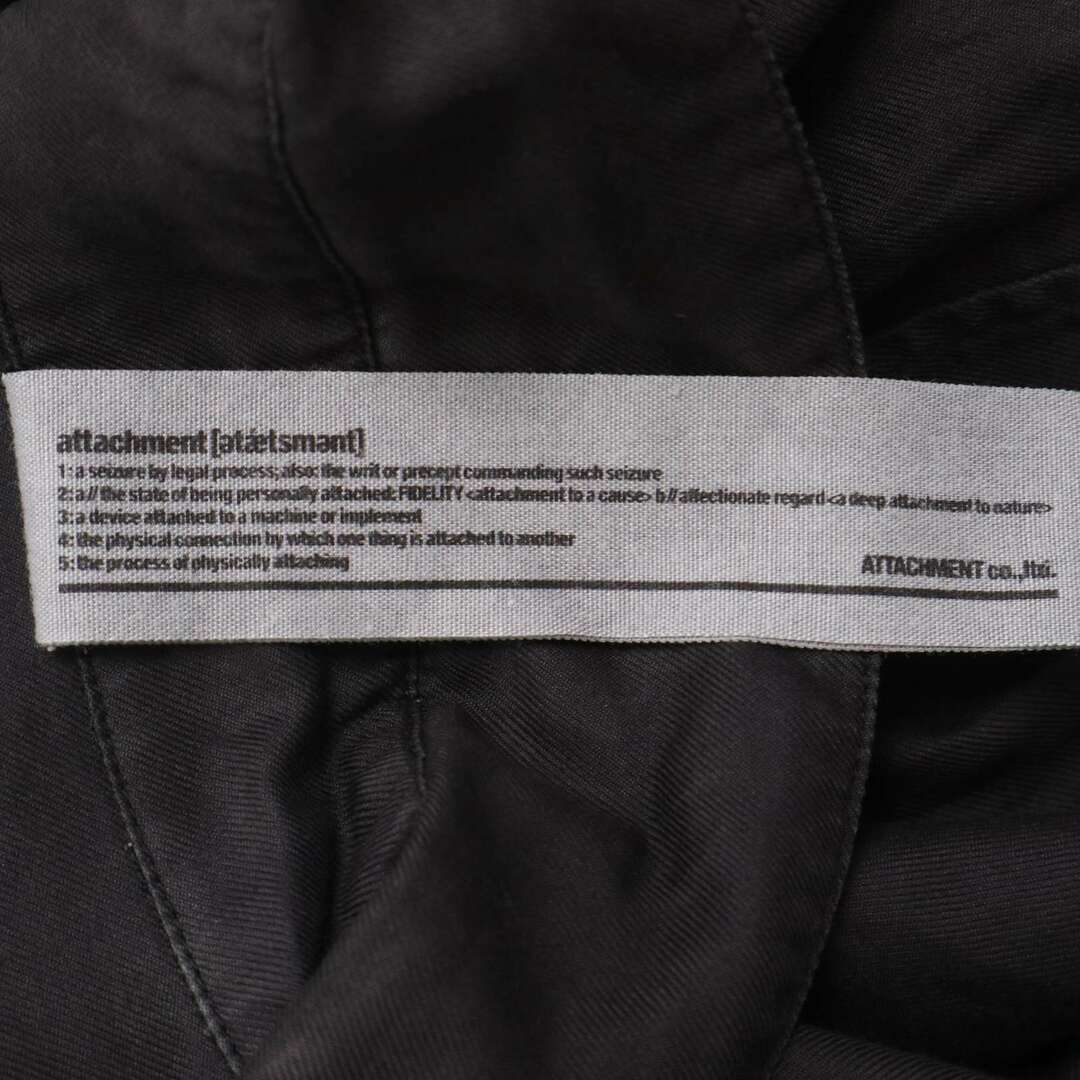 attachment [ətǽtsmənt]
1: a seizure by legal process; also: the writ or precept commanding such seizure
2: a // the state of being personally attached: FIDELITY <attachment to a cause> b // affectionate regard <a deep attachment to nature>
3: a device attached to a machine or implement
4: the physical connection by which one thing is attached to another
5: the process of physically attaching
ATTACHMENT co.,ltd.